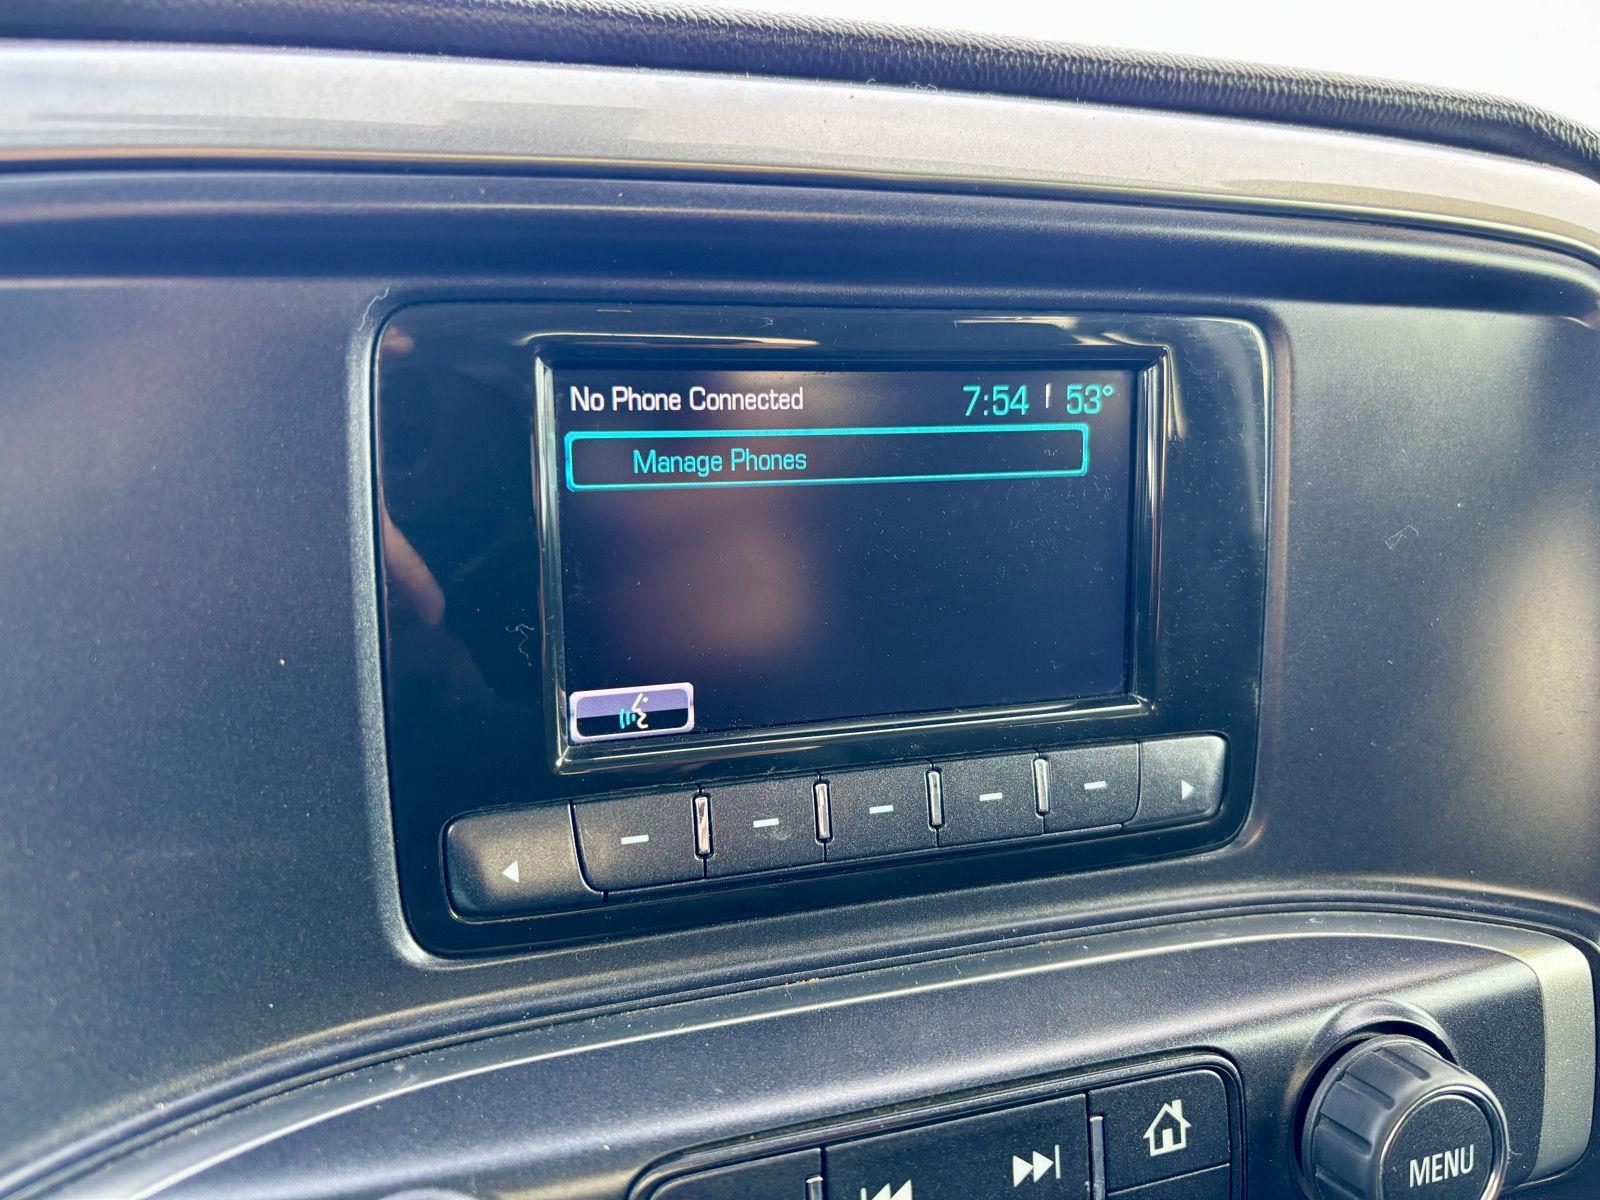 No Phone Connected 7:54 | 53°
Manage Phones
MENU